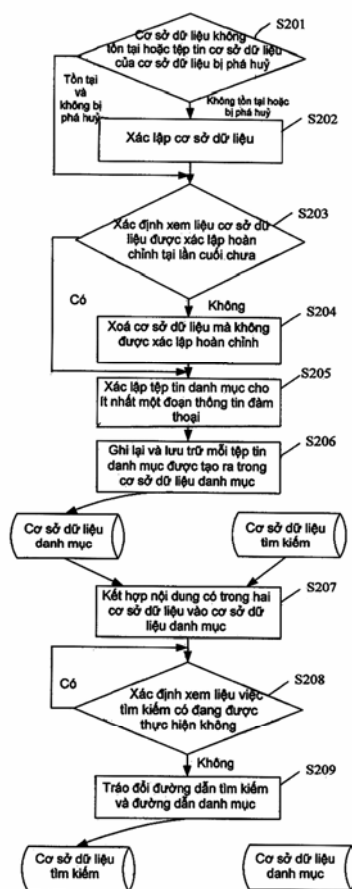 S201
Cơ sở dữ liệu không
tồn tại hoặc tệp tin cơ sở dữ liệu
của cơ sở dữ liệu bị phá huỷ
Tồn tại
và
không bị
phá huỷ
Không tồn tại hoặc
bị phá huỷ
S202
Xác lập cơ sở dữ liệu
S203
Xác định xem liệu cơ sở dữ
liệu được xác lập hoàn
chỉnh tại lần cuối chưa
Có
Không
S204
Xoá cơ sở dữ liệu mà không
được xác lập hoàn chỉnh
S205
Xác lập tệp tin danh mục cho
ít nhất một đoạn thông tin đàm
thoại
S206
Ghi lại và lưu trữ mỗi tệp tin
danh mục được tạo ra trong
cơ sở dữ liệu danh mục
Cơ sở dữ liệu
danh mục
Cơ sở dữ liệu
tìm kiếm
S207
Kết hợp nội dung có trong hai
cơ sở dữ liệu vào cơ sở dữ
liệu danh mục
S208
Có
Xác định xem liệu việc
tìm kiếm có đang được
thực hiện không
Không
S209
Tráo đổi đường dẫn tìm kiếm
và đường dẫn danh mục
Cơ sở dữ liệu
tìm kiếm
Cơ sở dữ liệu
danh mục